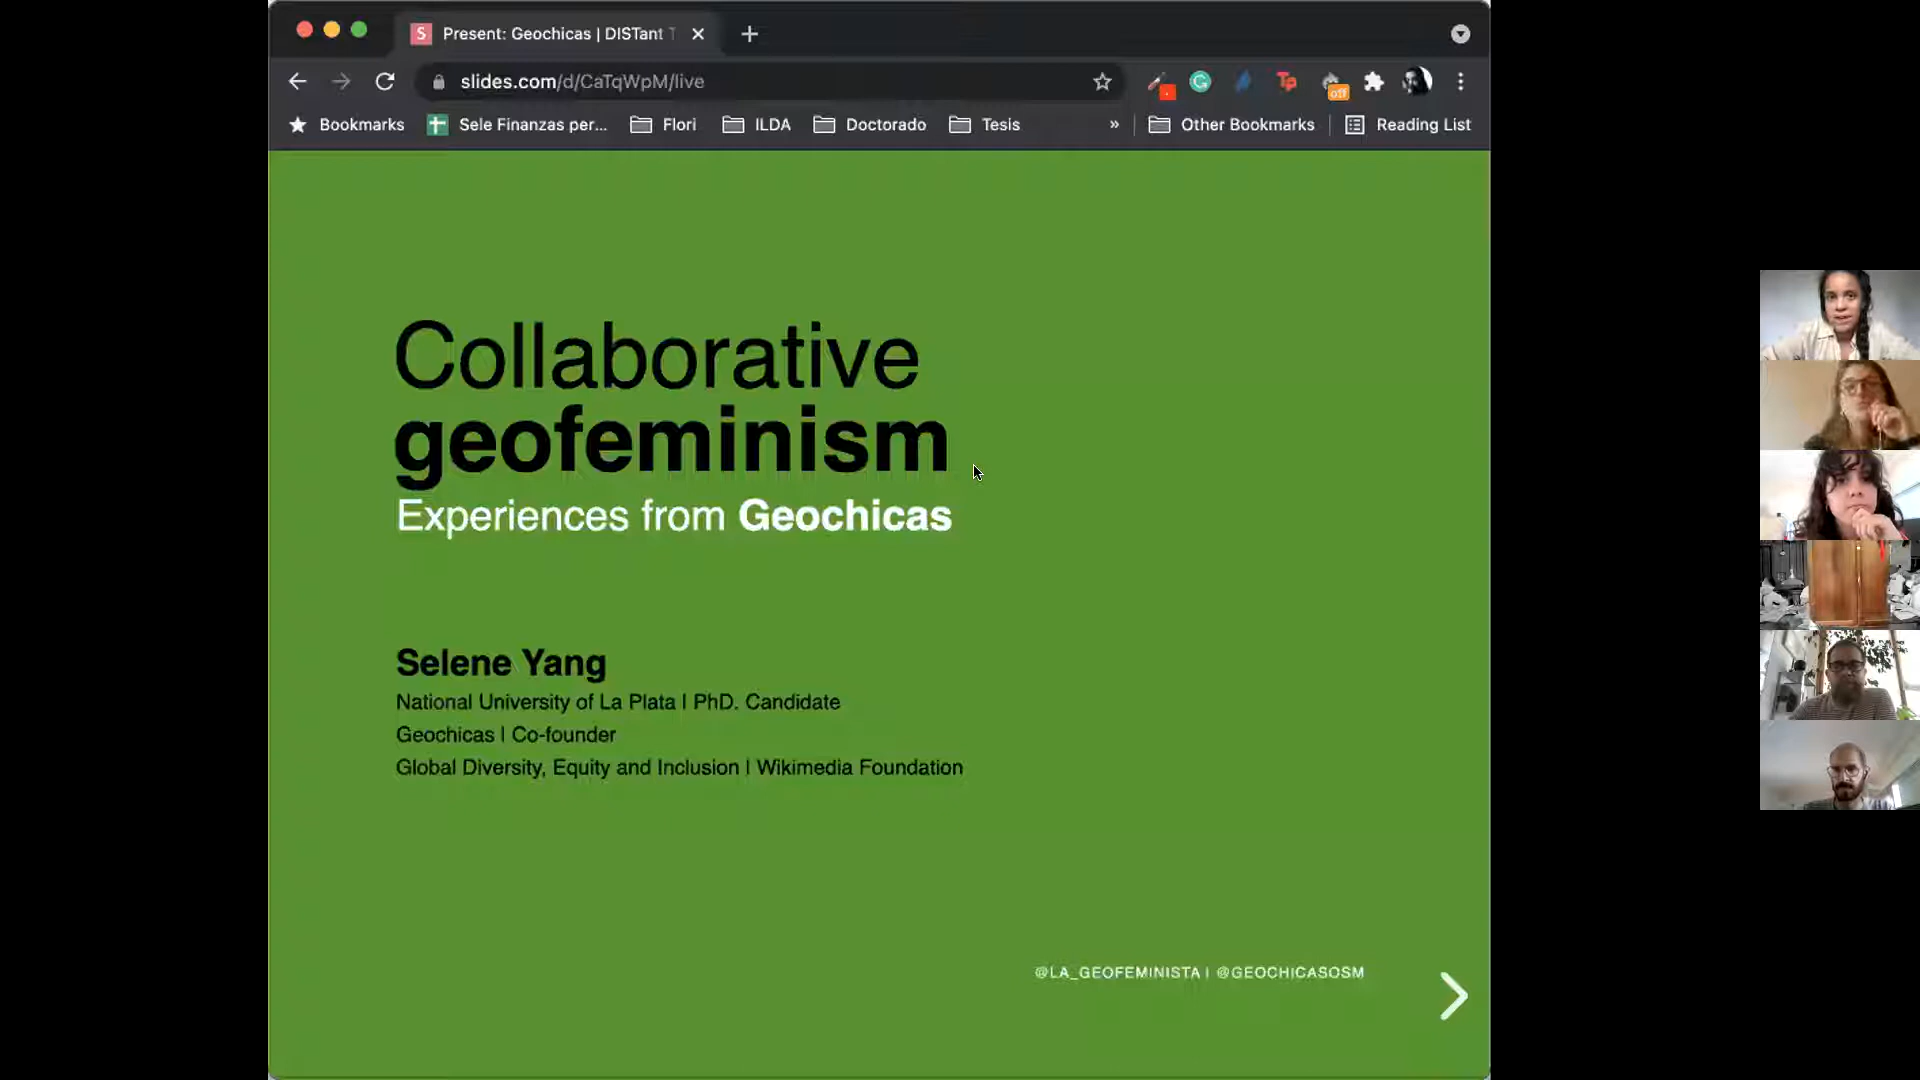 S Present: Geochicas | DISTant T
slides.com/d/CaTqWpM/live
off
Bookmarks Sele Finanzas per... Flori ILDA Doctorado Tesis » Other Bookmarks Reading List
Collaborative
geofeminism
Experiences from Geochicas
Selene Yang
National University of La Plata | PhD. Candidate
Geochicas | Co-founder
Global Diversity, Equity and Inclusion | Wikimedia Foundation
@LA_GEOFEMINISTA | @GEOCHICASOSM